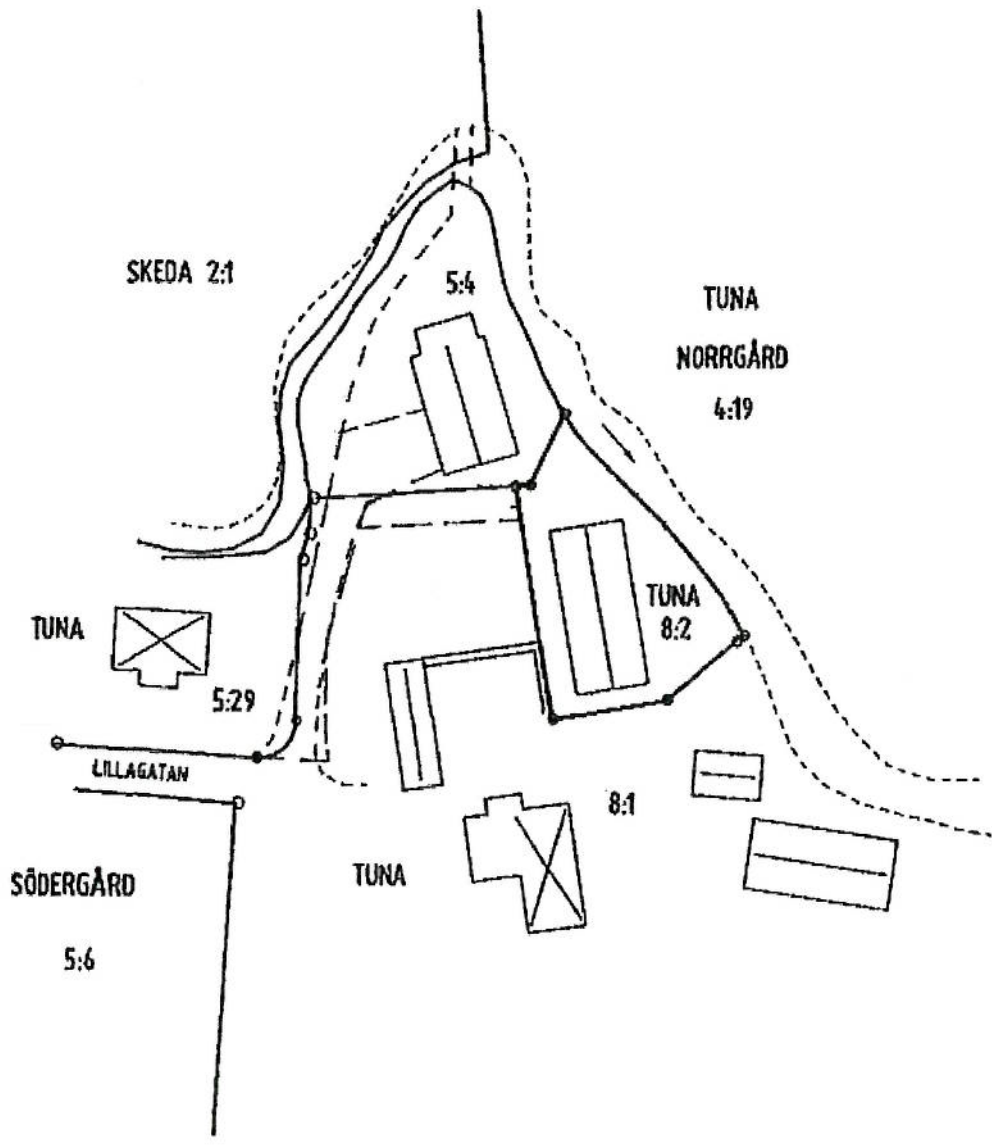 SKEDA 2:1
5:4
TUNA
NORRGÅRD
4:19
TUNA
8:2
TUNA
5:29
LILLAGATAN
8:1
TUNA
SÖDERGÅRD
5:6